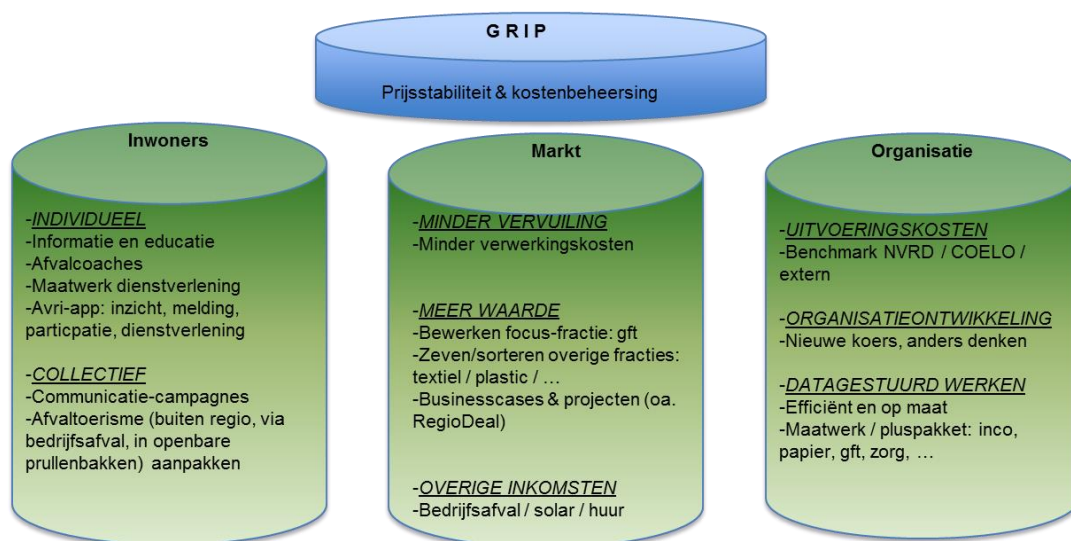 G R I P
Prijsstabiliteit & kostenbeheersing
Inwoners
-INDIVIDUEEL
-Informatie en educatie
-Afvalcoaches
-Maatwerk dienstverlening
-Avri-app: inzicht, melding,
particpatie, dienstverlening
-COLLECTIEF
-Communicatie-campagnes
-Afvaltoerisme (buiten regio, via
bedrijfsafval, in openbare
prullenbakken) aanpakken
Markt
-MINDER VERVUILING
-Minder verwerkingskosten
-MEER WAARDE
-Bewerken focus-fractie: gft
-Zeven/sorteren overige fracties:
textiel / plastic / …
-Businesscases & projecten (oa.
RegioDeal)
-OVERIGE INKOMSTEN
-Bedrijfsafval / solar / huur
Organisatie
-UITVOERINGSKOSTEN
-Benchmark NVRD / COELO /
extern
-ORGANISATIEONTWIKKELING
-Nieuwe koers, anders denken
-DATAGESTUURD WERKEN
-Efficiënt en op maat
-Maatwerk / pluspakket: inco,
papier, gft, zorg, …